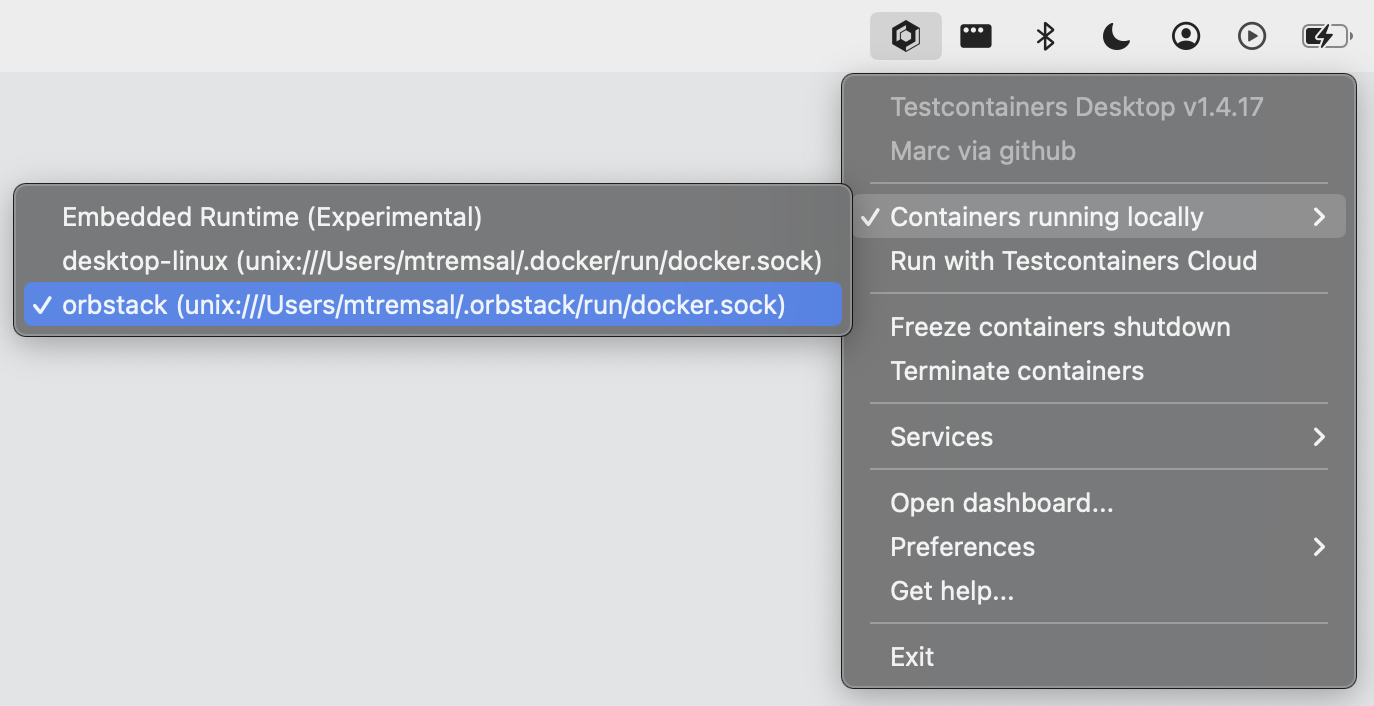 Testcontainers Desktop v1.4.17
Marc via github
Containers running locally
Embedded Runtime (Experimental)
desktop-linux (unix:///Users/mtremsal/.docker/run/docker.sock)
orbstack (unix:///Users/mtremsal/.orbstack/run/docker.sock)
Run with Testcontainers Cloud
Freeze containers shutdown
Terminate containers
Services
Open dashboard...
Preferences
Get help...
Exit